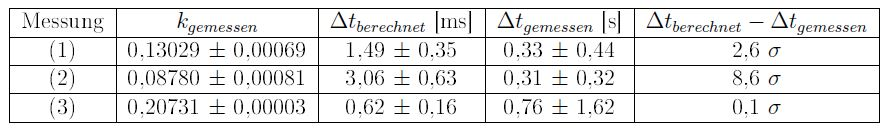 Messung k_gemessen Δt_berechnet [ms] Δt_gemessen [s] Δt_berechnet − Δt_gemessen
(1) 0,13029 ± 0,00069 1,49 ± 0,35 0,33 ± 0,44 2,6 σ
(2) 0,08780 ± 0,00081 3,06 ± 0,63 0,31 ± 0,32 8,6 σ
(3) 0,20731 ± 0,00003 0,62 ± 0,16 0,76 ± 1,62 0,1 σ